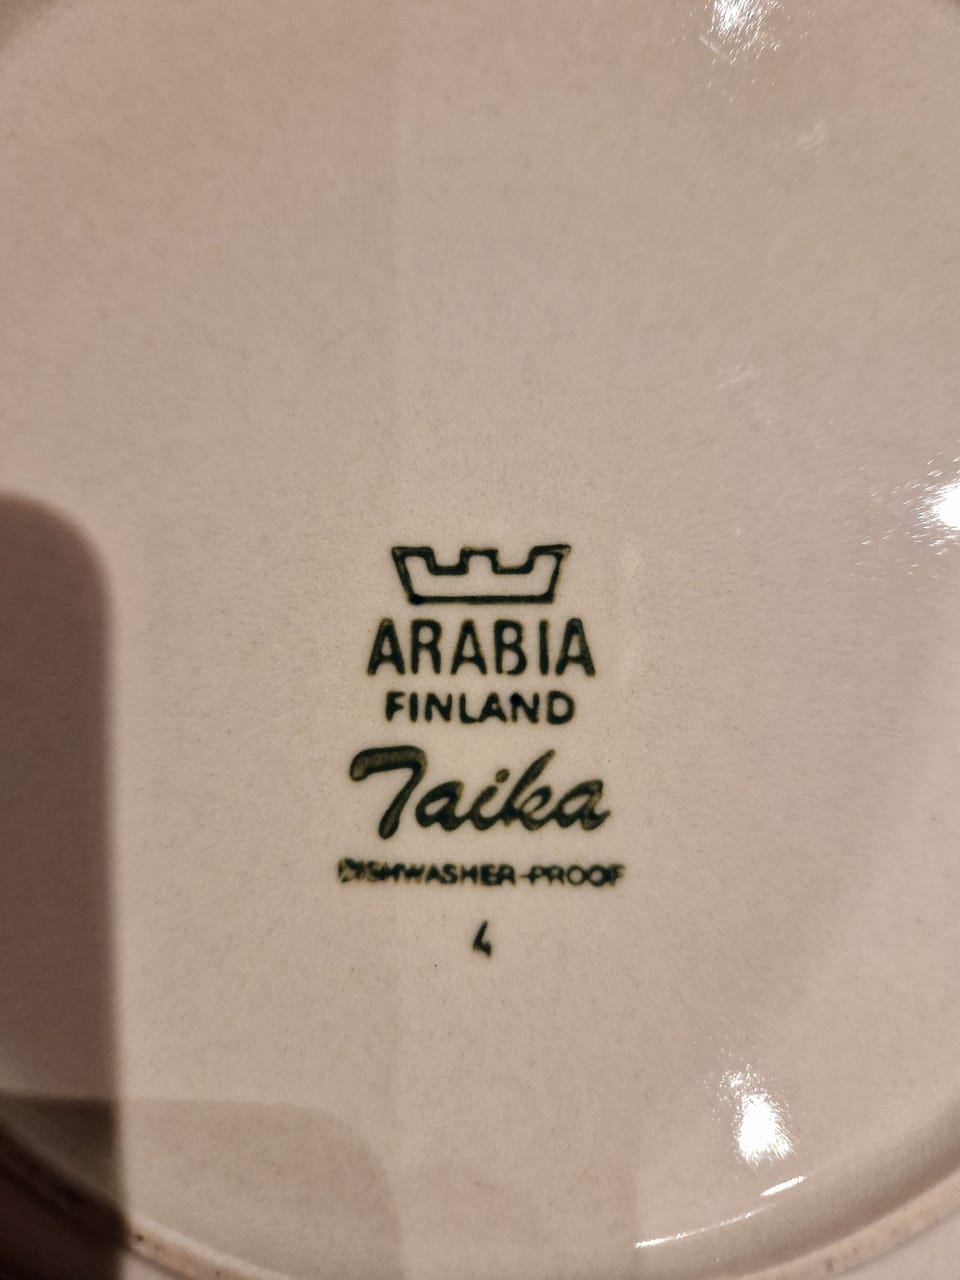 ARABIA
FINLAND
Taika
DISHWASHER-PROOF
4